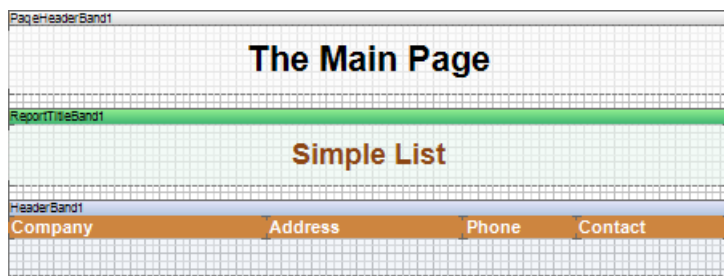 PageHeaderBand1
The Main Page
ReportTitleBand1
Simple List
HeaderBand1
Company Address Phone Contact